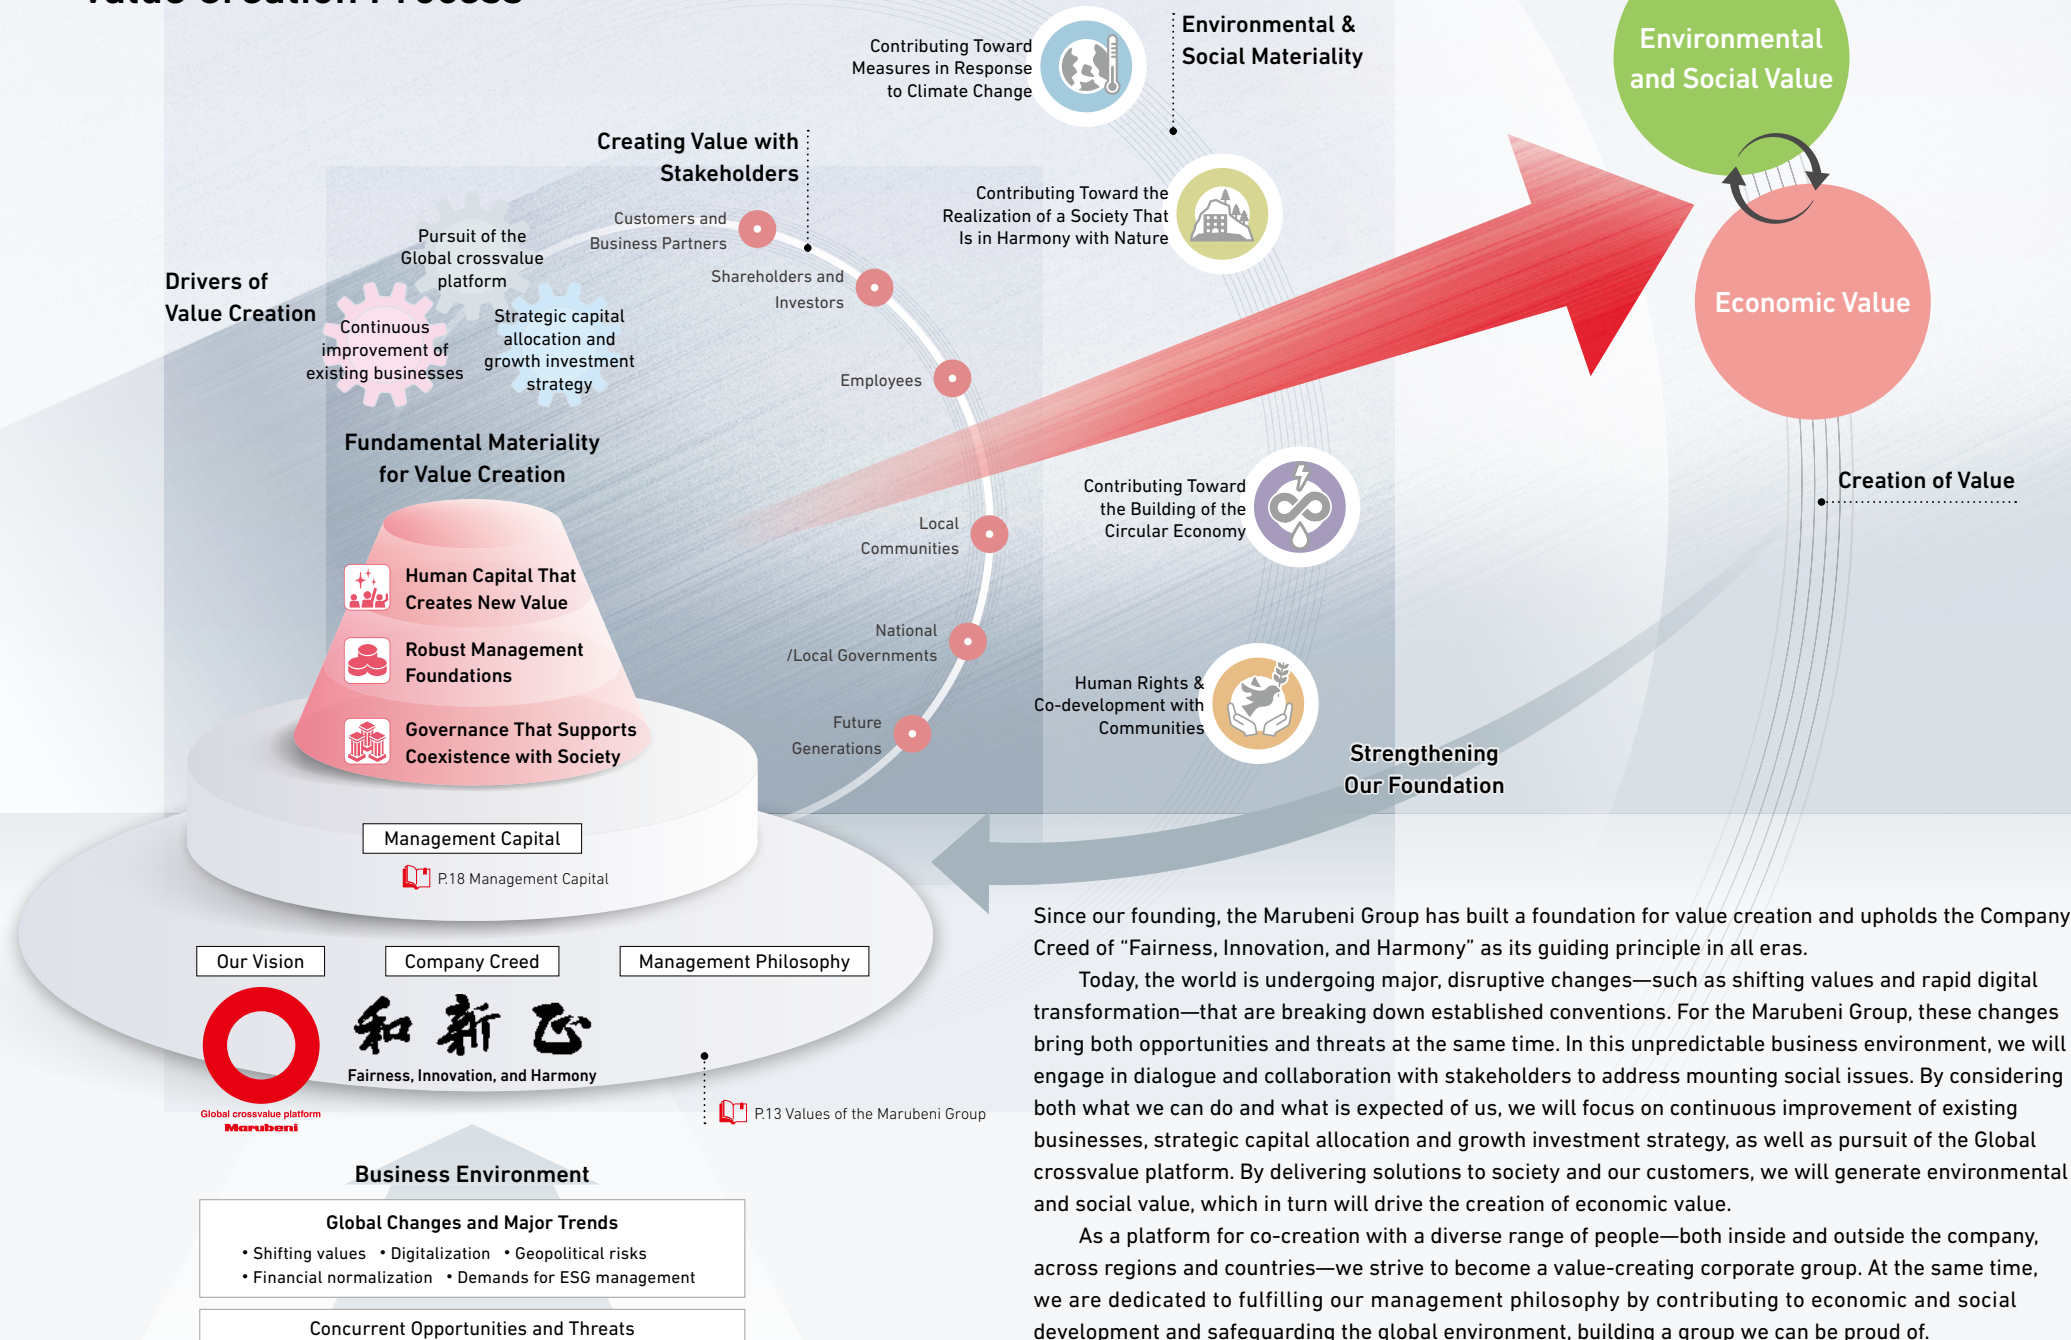 Value Creation Process
Environmental &
Social Materiality
Contributing Toward
Measures in Response
to Climate Change
Environmental
and Social Value
Creating Value with
Stakeholders
Contributing Toward the
Realization of a Society That
Is in Harmony with Nature
Customers and
Business Partners
Shareholders and
Investors
Employees
Local
Communities
National
/Local Governments
Future
Generations
Drivers of
Value Creation
Pursuit of the
Global crossvalue
platform
Continuous
improvement of
existing businesses
Strategic capital
allocation and
growth investment
strategy
Economic Value
Creation of Value
Contributing Toward
the Building of the
Circular Economy
Human Rights &
Co-development with
Communities
Strengthening
Our Foundation
Fundamental Materiality
for Value Creation
Human Capital That
Creates New Value
Robust Management
Foundations
Governance That Supports
Coexistence with Society
Management Capital
P.18 Management Capital
Our Vision
Company Creed
Management Philosophy
和 新 正
Fairness, Innovation, and Harmony
Global crossvalue platform
Marubeni
P.13 Values of the Marubeni Group
Business Environment
Global Changes and Major Trends
• Shifting values • Digitalization • Geopolitical risks
• Financial normalization • Demands for ESG management
Concurrent Opportunities and Threats
Since our founding, the Marubeni Group has built a foundation for value creation and upholds the Company
Creed of “Fairness, Innovation, and Harmony” as its guiding principle in all eras.
Today, the world is undergoing major, disruptive changes—such as shifting values and rapid digital
transformation—that are breaking down established conventions. For the Marubeni Group, these changes
bring both opportunities and threats at the same time. In this unpredictable business environment, we will
engage in dialogue and collaboration with stakeholders to address mounting social issues. By considering
both what we can do and what is expected of us, we will focus on continuous improvement of existing
businesses, strategic capital allocation and growth investment strategy, as well as pursuit of the Global
crossvalue platform. By delivering solutions to society and our customers, we will generate environmental
and social value, which in turn will drive the creation of economic value.
As a platform for co-creation with a diverse range of people—both inside and outside the company,
across regions and countries—we strive to become a value-creating corporate group. At the same time,
we are dedicated to fulfilling our management philosophy by contributing to economic and social
development and safeguarding the global environment, building a group we can be proud of.